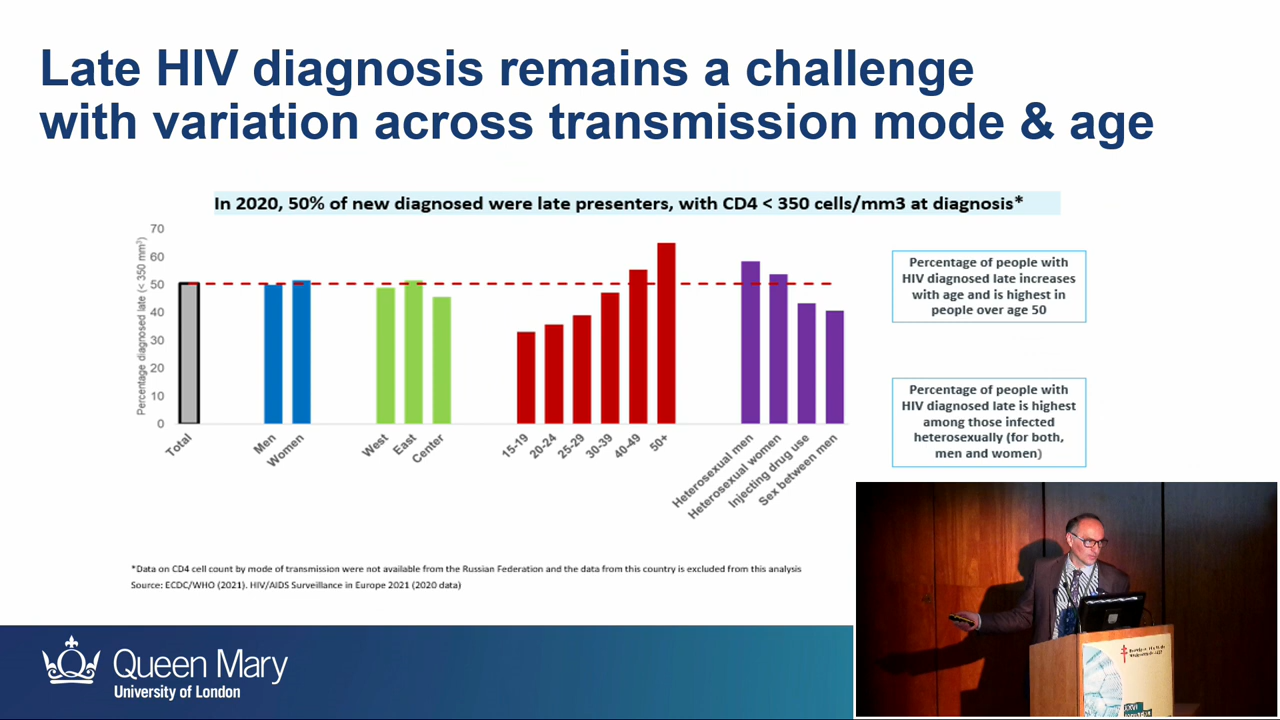 Late HIV diagnosis remains a challenge
with variation across transmission mode & age
In 2020, 50% of new diagnosed were late presenters, with CD4 < 350 cells/mm3 at diagnosis*
Percentage diagnosed late (< 350 mm³)
70
60
50
40
30
20
10
0
Total
Men
Women
West
East
Center
15-19
20-24
25-29
30-39
40-49
50+
Heterosexual men
Heterosexual women
Injecting drug use
Sex between men
Percentage of people with
HIV diagnosed late increases
with age and is highest in
people over age 50
Percentage of people with
HIV diagnosed late is highest
among those infected
heterosexually (for both,
men and women)
*Data on CD4 cell count by mode of transmission were not available from the Russian Federation and the data from this country is excluded from this analysis
Source: ECDC/WHO (2021). HIV/AIDS Surveillance in Europe 2021 (2020 data)
Queen Mary
University of London
XXVI